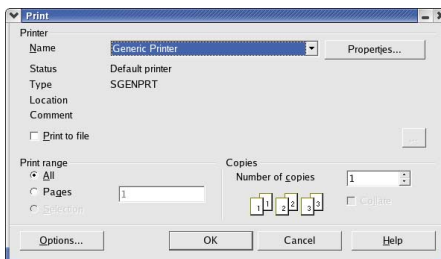 Print
Printer
Name Generic Printer Properties...
Status Default printer
Type SGENPRT
Location
Comment
Print to file
...
Print range
All
Pages 1
Selection
Copies
Number of copies 1
1 1 2 2 3 3 Collate
Options... OK Cancel Help